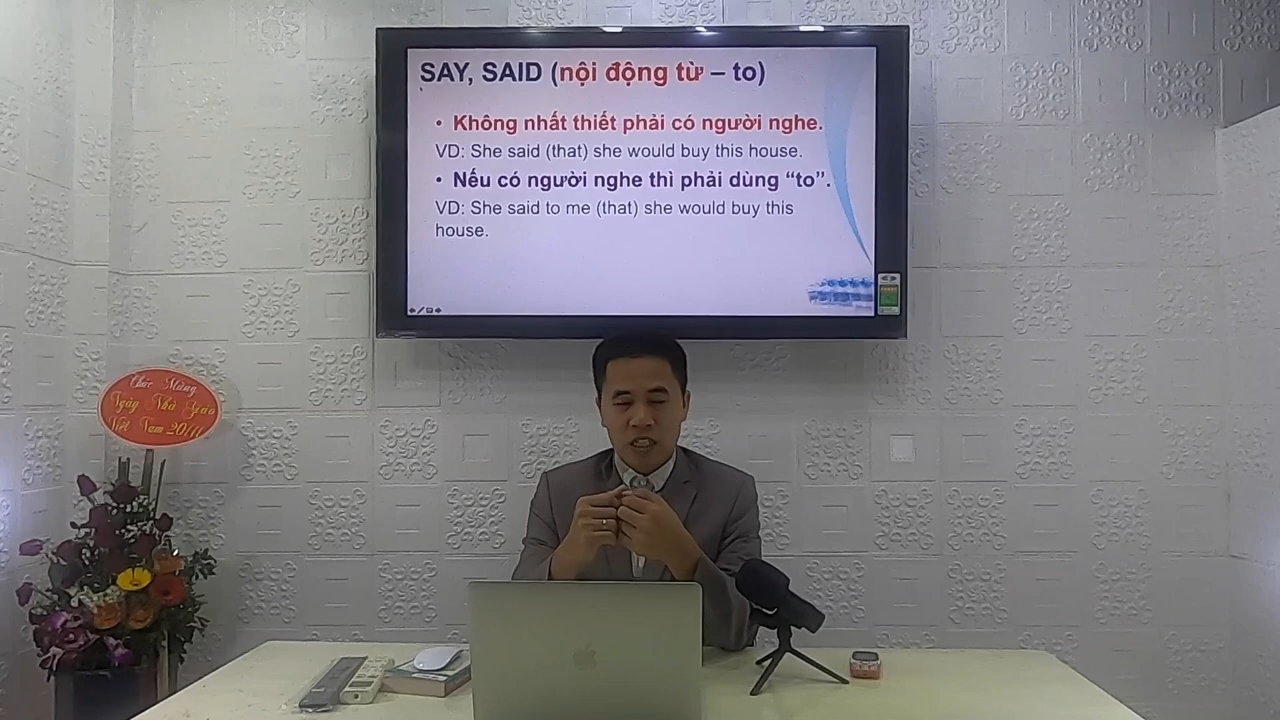 SAY, SAID (nội động từ – to)
• Không nhất thiết phải có người nghe.
VD: She said (that) she would buy this house.
• Nếu có người nghe thì phải dùng “to”.
VD: She said to me (that) she would buy this
house.
Chúc Mừng
Ngày Nhà Giáo
Việt Nam 20/11